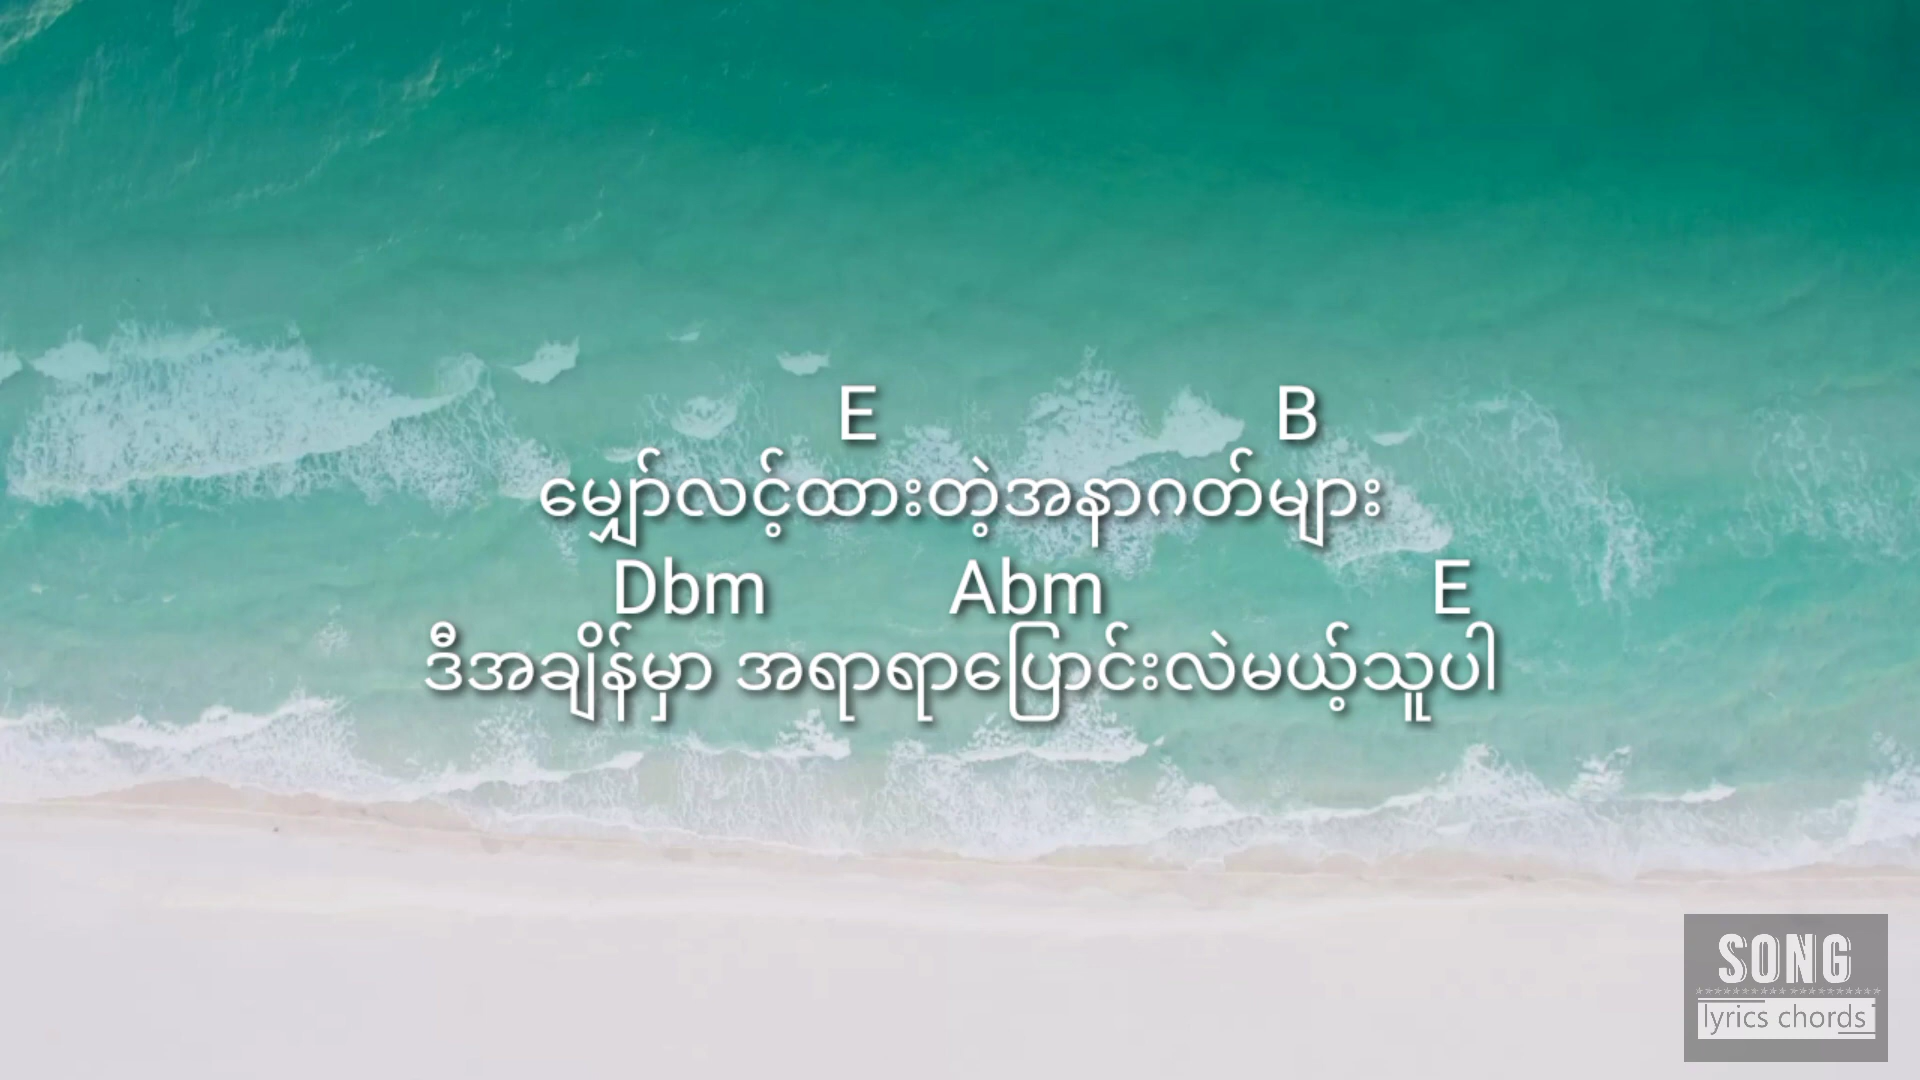 E B
မျှော်လင့်ထားတဲ့အနာဂတ်များ
Dbm Abm E
ဒီအချိန်မှာ အရာရာပြောင်းလဲမယ့်သူပါ
SONG
lyrics chords